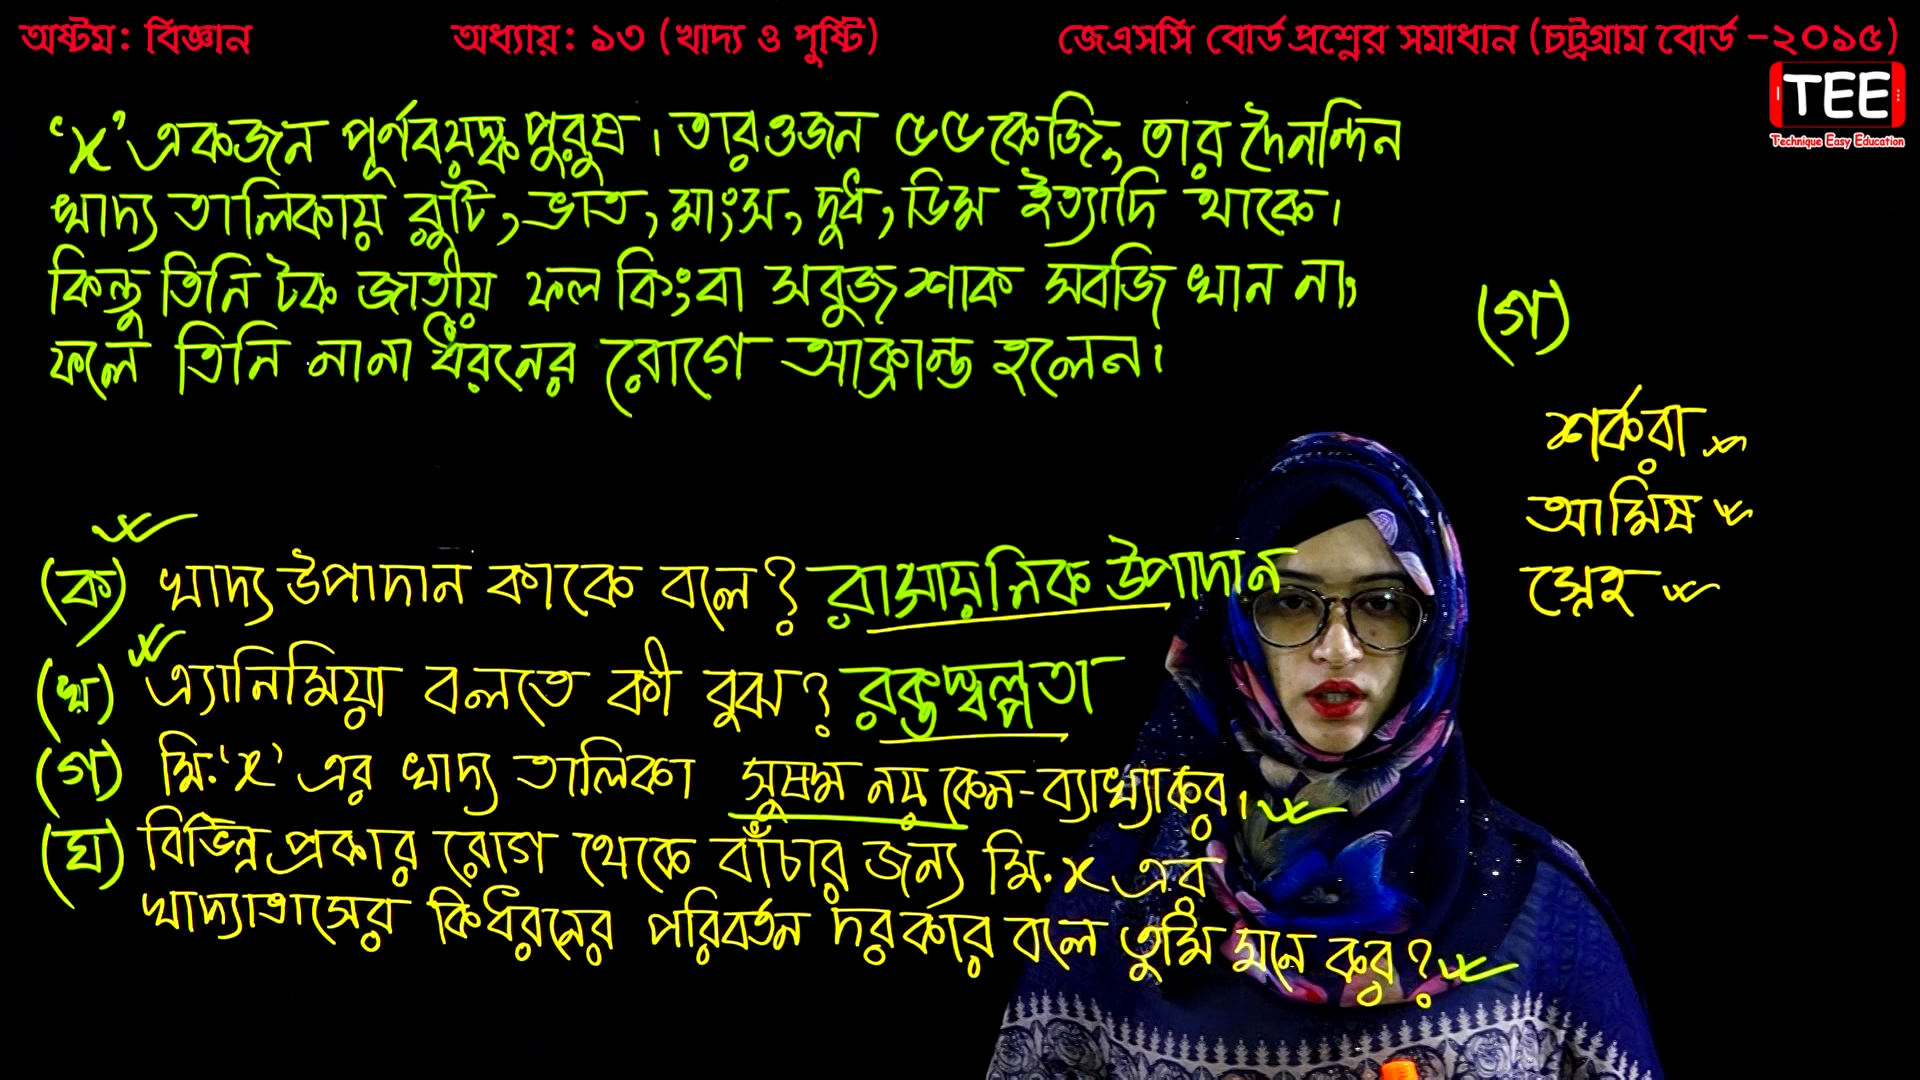 অষ্টম: বিজ্ঞান
অধ্যায়: ১৩ (খাদ্য ও পুষ্টি)
জেএসসি বোর্ড প্রশ্নের সমাধান (চট্রগ্রাম বোর্ড –২০১৫)
TEE
Technique Easy Education
'x' একজন পূর্ণবয়স্ক পুরুষ। তার ওজন ৫৫ কেজি, তার দৈনন্দিন
খাদ্য তালিকায় রুটি, ভাত, মাংস, দুধ, ডিম ইত্যাদি থাকে।
কিন্তু তিনি টক জাতীয় ফল কিংবা সবুজ শাক সবজি খান না,
ফলে তিনি নানা ধরনের রোগে আক্রান্ত হলেন।
(ক) খাদ্য উপাদান কাকে বলে? রাসায়নিক উপাদান
(খ) এ্যানিমিয়া বলতে কী বুঝ? রক্তস্বল্পতা
(গ) মি. 'x' এর খাদ্য তালিকা সুষম নয় কেন-ব্যাখ্যা কর।
(ঘ) বিভিন্ন প্রকার রোগ থেকে বাঁচার জন্য মি. x এর
খাদ্যাভাসের কি ধরনের পরিবর্তন দরকার বলে তুমি মনে কর?
(গ)
শর্করা
আমিষ
স্নেহ